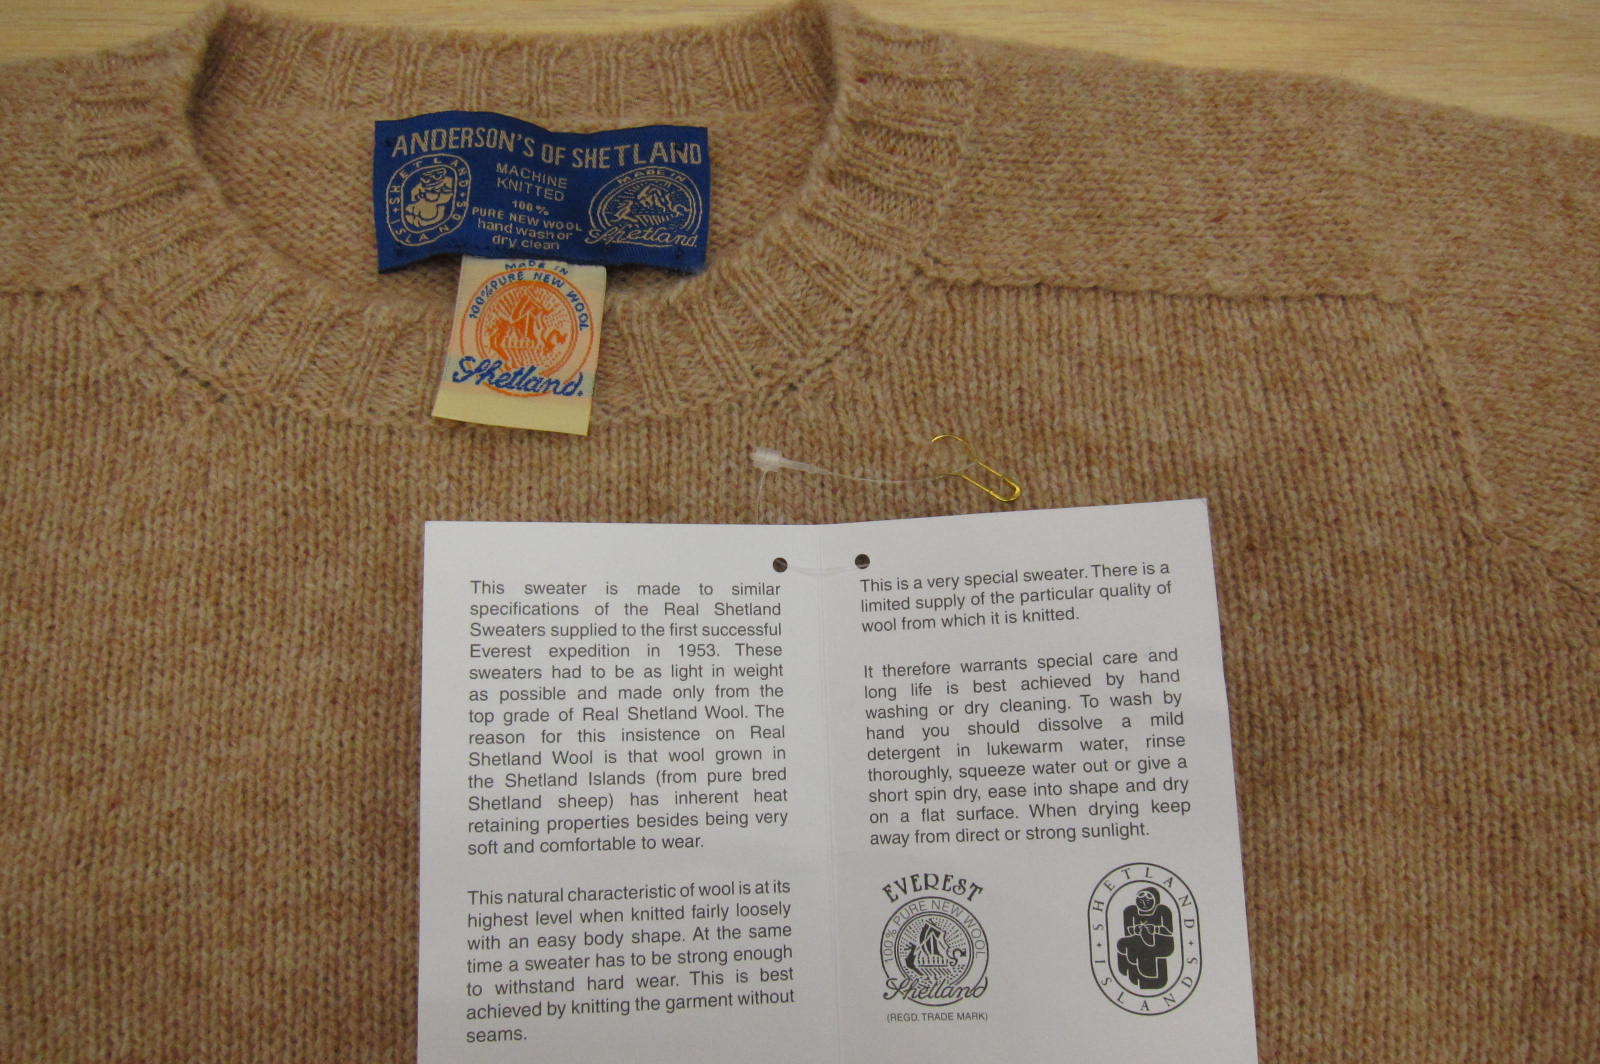 ANDERSON'S OF SHETLAND
SHETLAND
ISLANDS
MACHINE
KNITTED
100%
PURE NEW WOOL
hand wash or
dry clean
MADE IN
Shetland.
MADE IN
100% PURE NEW WOOL
Shetland.
This sweater is made to similar
specifications of the Real Shetland
Sweaters supplied to the first successful
Everest expedition in 1953. These
sweaters had to be as light in weight
as possible and made only from the
top grade of Real Shetland Wool. The
reason for this insistence on Real
Shetland Wool is that wool grown in
the Shetland Islands (from pure bred
Shetland sheep) has inherent heat
retaining properties besides being very
soft and comfortable to wear.
This natural characteristic of wool is at its
highest level when knitted fairly loosely
with an easy body shape. At the same
time a sweater has to be strong enough
to withstand hard wear. This is best
achieved by knitting the garment without
seams.
This is a very special sweater. There is a
limited supply of the particular quality of
wool from which it is knitted.
It therefore warrants special care and
long life is best achieved by hand
washing or dry cleaning. To wash by
hand you should dissolve a mild
detergent in lukewarm water, rinse
thoroughly, squeeze water out or give a
short spin dry, ease into shape and dry
on a flat surface. When drying keep
away from direct or strong sunlight.
EVEREST
100% PURE NEW WOOL
Shetland
(REGD. TRADE MARK)
SHETLAND
ISLANDS